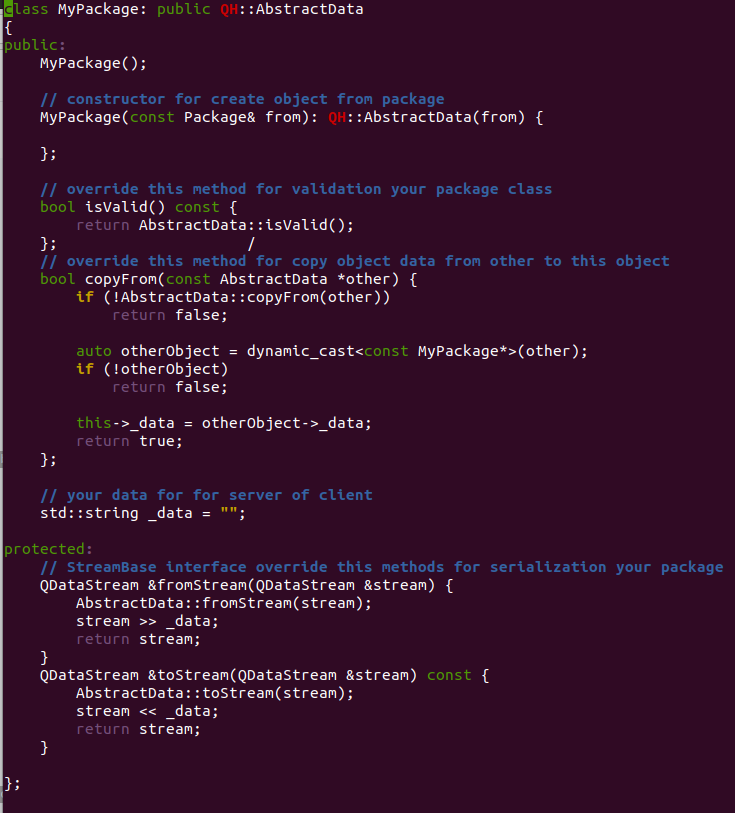 class MyPackage: public QH::AbstractData
{
public:
    MyPackage();

    // constructor for create object from package
    MyPackage(const Package& from): QH::AbstractData(from) {

    };

    // override this method for validation your package class
    bool isValid() const {
        return AbstractData::isValid();
    };                     /
    // override this method for copy object data from other to this object
    bool copyFrom(const AbstractData *other) {
        if (!AbstractData::copyFrom(other))
            return false;

        auto otherObject = dynamic_cast<const MyPackage*>(other);
        if (!otherObject)
            return false;

        this->_data = otherObject->_data;
        return true;
    };

    // your data for for server of client
    std::string _data = "";

protected:
    // StreamBase interface override this methods for serialization your package
    QDataStream &fromStream(QDataStream &stream) {
        AbstractData::fromStream(stream);
        stream >> _data;
        return stream;
    }
    QDataStream &toStream(QDataStream &stream) const {
        AbstractData::toStream(stream);
        stream << _data;
        return stream;
    }

};